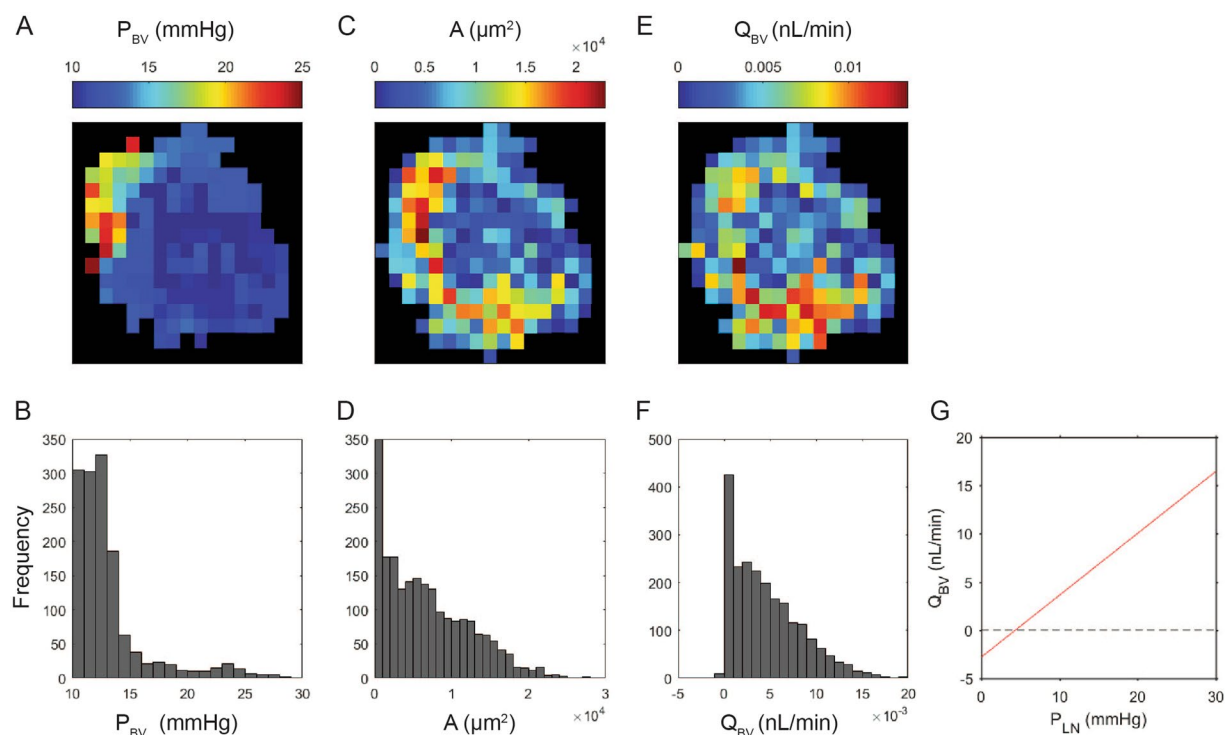 A P_BV (mmHg) C A (µm²) E Q_BV (nL/min)
×10⁴
10 15 20 25 0 0.5 1 1.5 2 0 0.005 0.01
B D F G
350 300 250 200 150 100 50 0
Frequency
10 15 20 25 30
P_BV (mmHg)
350 300 250 200 150 100 50 0
0 1 2 3
×10⁴
A (µm²)
500 400 300 200 100 0
-5 0 5 10 15 20
×10⁻³
Q_BV (nL/min)
20 15 10 5 0 -5
Q_BV (nL/min)
0 10 20 30
P_LN (mmHg)